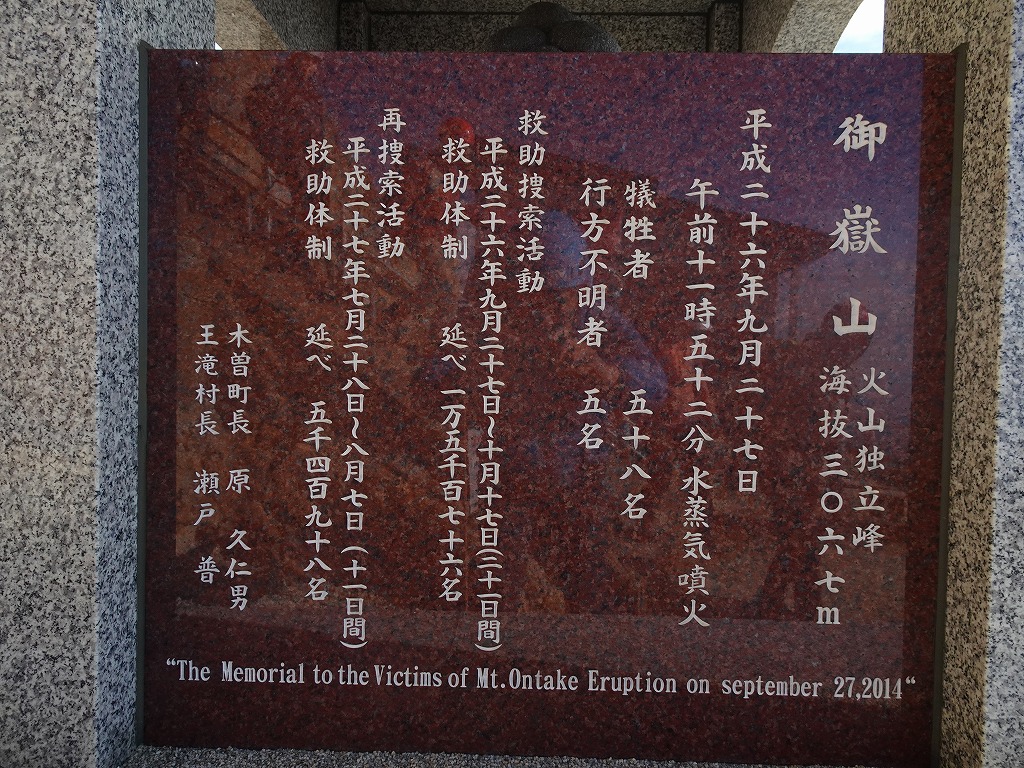 御嶽山
火山独立峰
海抜三〇六七m
平成二十六年九月二十七日
午前十一時五十二分 水蒸気噴火
犠牲者 五十八名
行方不明者 五名
救助捜索活動
平成二十六年九月二十七日〜十月十七日(二十一日間)
救助体制 延べ 一万五千百七十六名
再捜索活動
平成二十七年七月二十八日〜八月七日(十一日間)
救助体制 延べ 五千四百九十八名
木曽町長 原 久仁男
王滝村長 瀬戸 普
“The Memorial to the Victims of Mt.Ontake Eruption on september 27,2014“